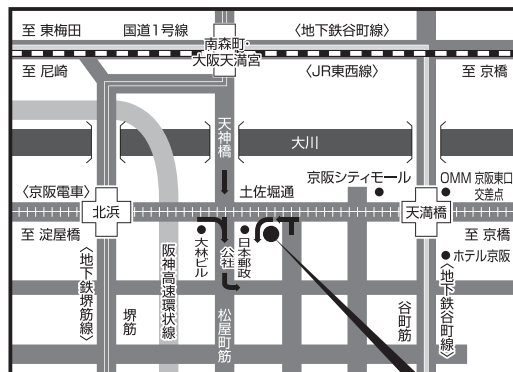 至 東梅田
国道1号線
〈地下鉄谷町線〉
南森町・
大阪天満宮
至 尼崎
〈JR東西線〉
至 京橋
天神橋
大川
京阪シティモール
OMM 京阪東口
交差点
〈京阪電車〉
土佐堀通
北浜
天満橋
至 淀屋橋
至 京橋
大林ビル
公社
日本郵政
ホテル京阪
〈地下鉄堺筋線〉
堺筋
阪神高速環状線
松屋町筋
谷町筋
〈地下鉄谷町線〉